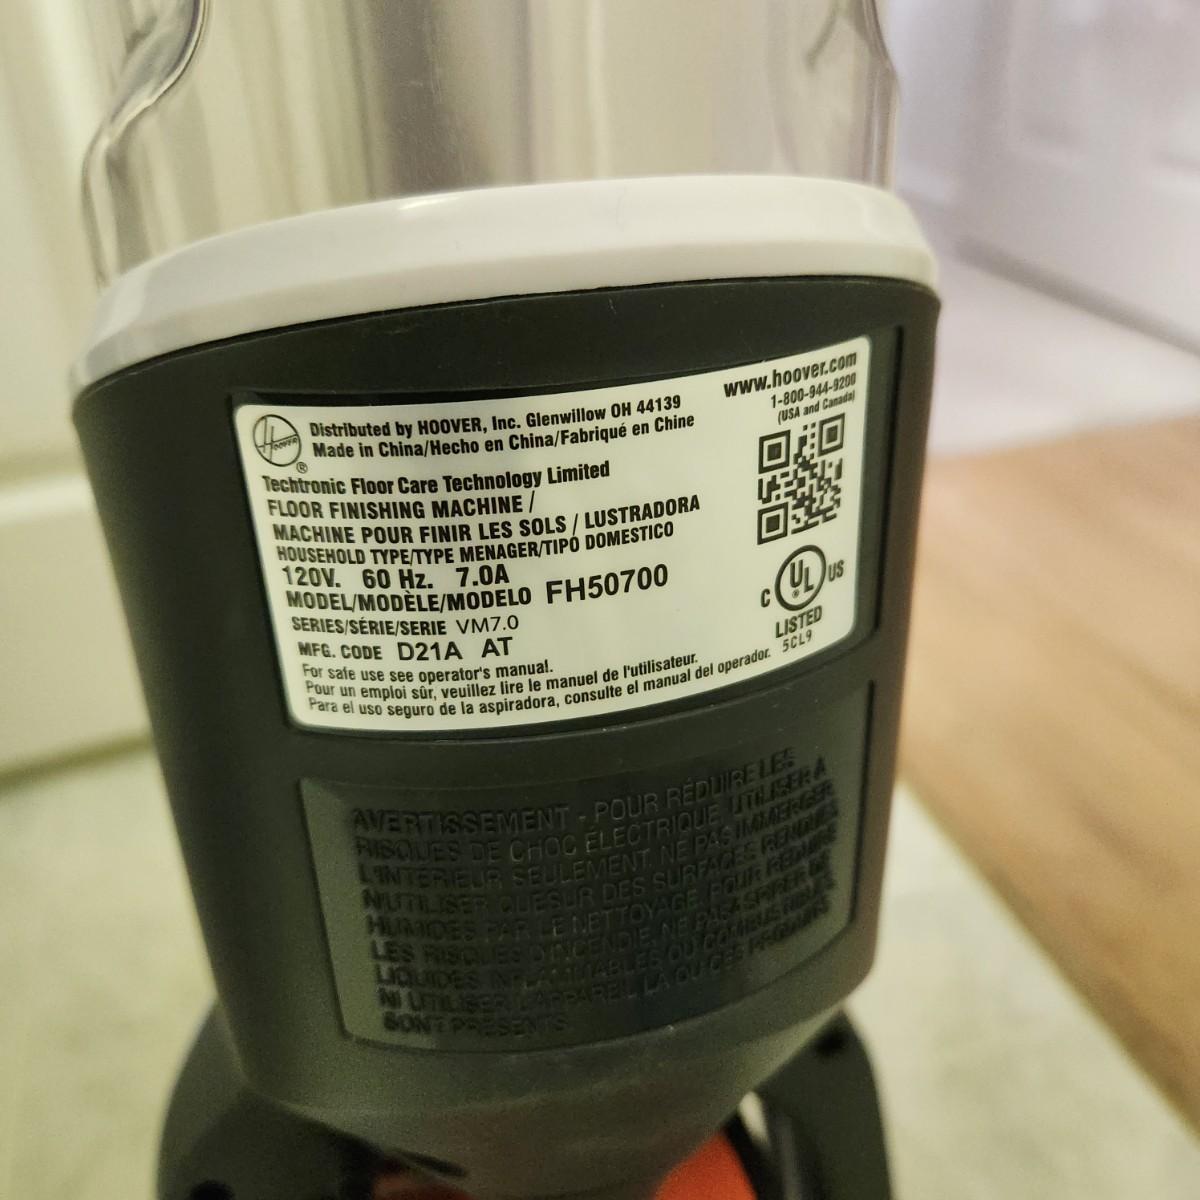 HOOVER
®
Distributed by HOOVER, Inc. Glenwillow OH 44139
Made in China/Hecho en China/Fabriqué en Chine
www.hoover.com
1-800-944-9200
(USA and Canada)
Techtronic Floor Care Technology Limited
FLOOR FINISHING MACHINE /
MACHINE POUR FINIR LES SOLS / LUSTRADORA
HOUSEHOLD TYPE/TYPE MENAGER/TIPO DOMESTICO
120V. 60 Hz. 7.0A
MODEL/MODÈLE/MODELO FH50700
SERIES/SÉRIE/SERIE VM7.0
MFG. CODE D21A AT
C UL ® US
LISTED
5CL9
For safe use see operator's manual.
Pour un emploi sûr, veuillez lire le manuel de l'utilisateur.
Para el uso seguro de la aspiradora, consulte el manual del operador.
AVERTISSEMENT - POUR RÉDUIRE LES
RISQUES DE CHOC ÉLECTRIQUE, UTILISER À
L'INTÉRIEUR SEULEMENT. NE PAS IMMERGER.
N'UTILISER QUE SUR DES SURFACES RENDUES
HUMIDES PAR LE NETTOYAGE. POUR RÉDUIRE
LES RISQUES D'INCENDIE, NE PAS ASPIRER DE
LIQUIDES INFLAMMABLES OU COMBUSTIBLES,
NI UTILISER L'APPAREIL LÀ OÙ CES PRODUITS
SONT PRÉSENTS.